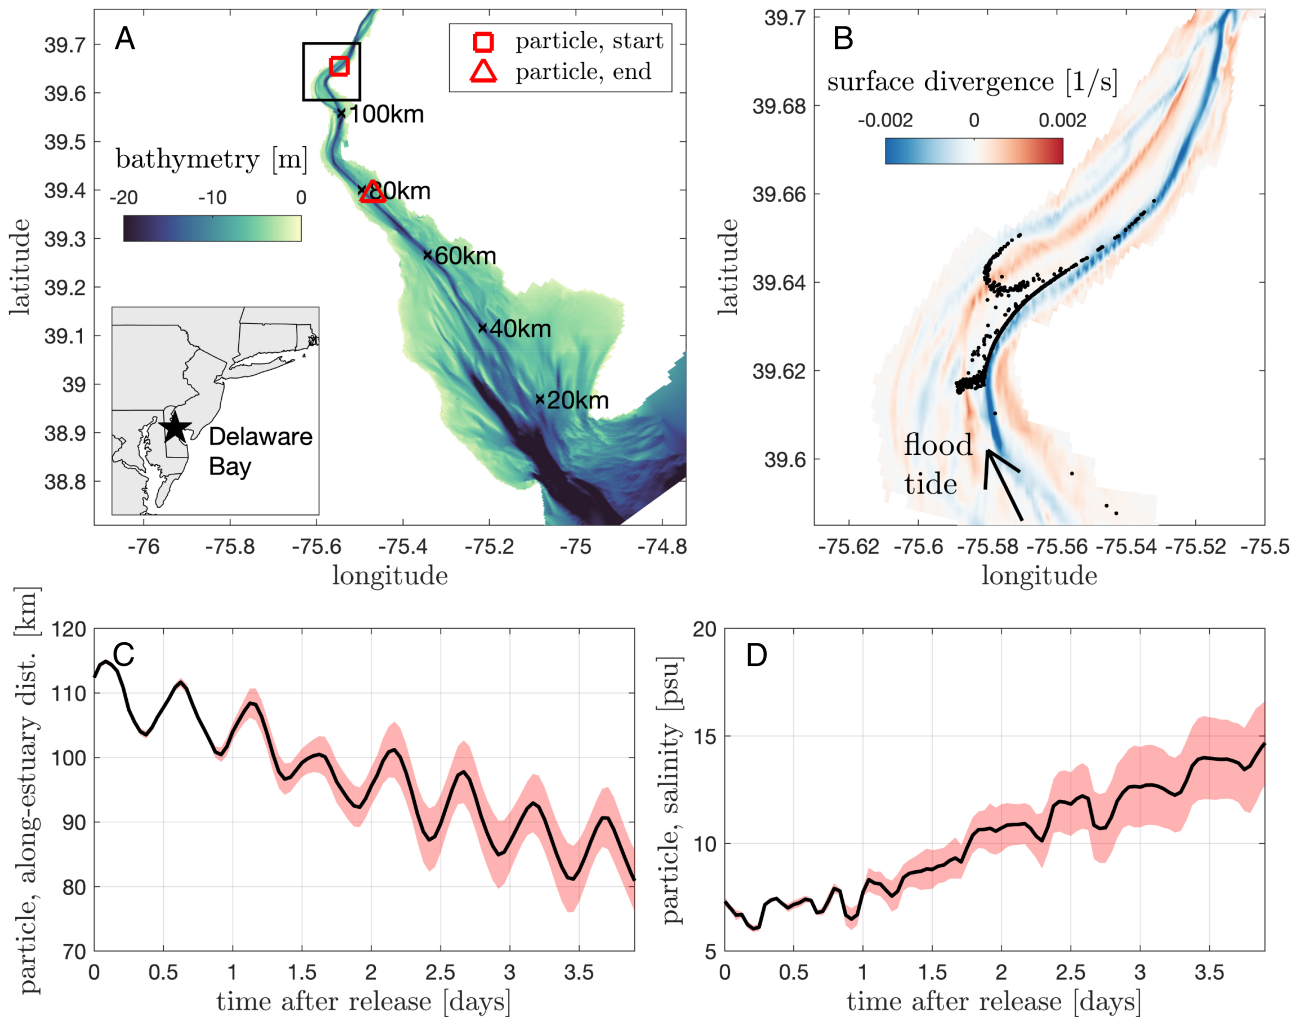 A
particle, start
particle, end
100km
80km
60km
40km
20km
bathymetry [m]
-20
-10
0
Delaware
Bay
39.7
39.6
39.5
39.4
39.3
39.2
39.1
39
38.9
38.8
latitude
-76
-75.8
-75.6
-75.4
-75.2
-75
-74.8
longitude
B
surface divergence [1/s]
-0.002
0
0.002
flood
tide
39.7
39.68
39.66
39.64
39.62
39.6
latitude
-75.62
-75.6
-75.58
-75.56
-75.54
-75.52
-75.5
longitude
C
120
110
100
90
80
70
particle, along-estuary dist. [km]
0
0.5
1
1.5
2
2.5
3
3.5
time after release [days]
D
20
15
10
5
particle, salinity [psu]
0
0.5
1
1.5
2
2.5
3
3.5
time after release [days]